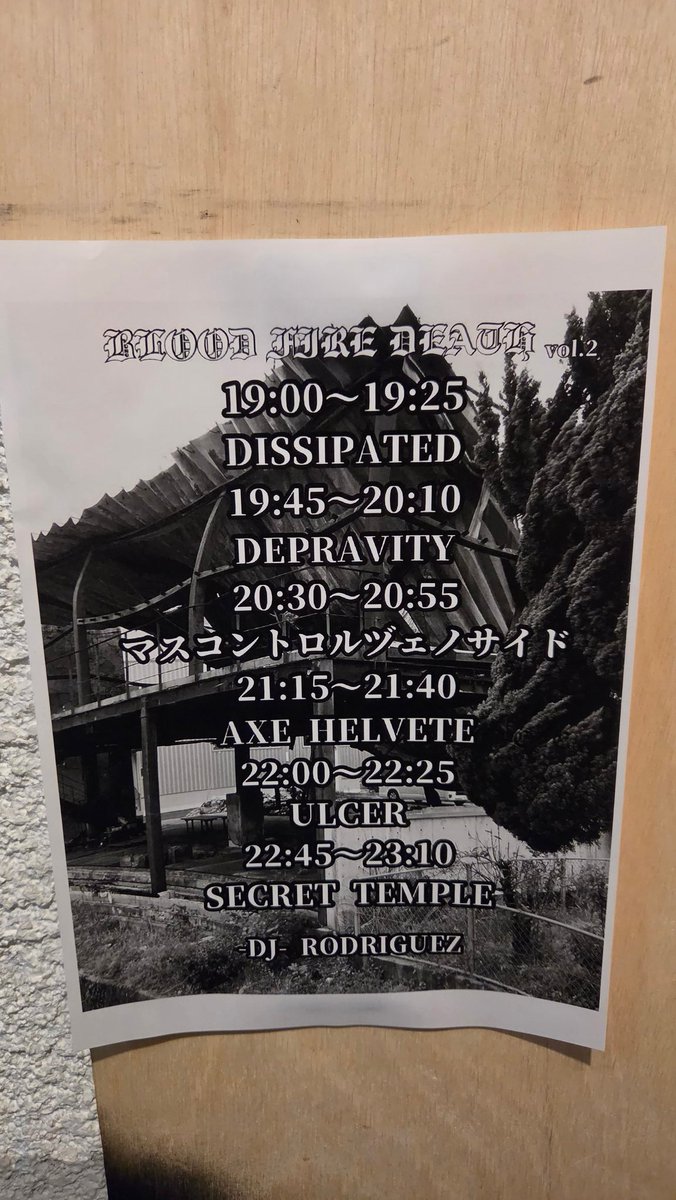 BLOOD FIRE DEATH vol.2
19:00〜19:25
DISSIPATED
19:45〜20:10
DEPRAVITY
20:30〜20:55
マスコントロルヅェノサイド
21:15〜21:40
AXE HELVETE
22:00〜22:25
ULCER
22:45〜23:10
SECRET TEMPLE
-DJ- RODRIGUEZ